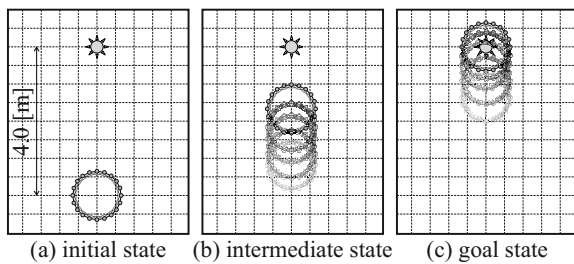 4.0 [m]
(a) initial state
(b) intermediate state
(c) goal state